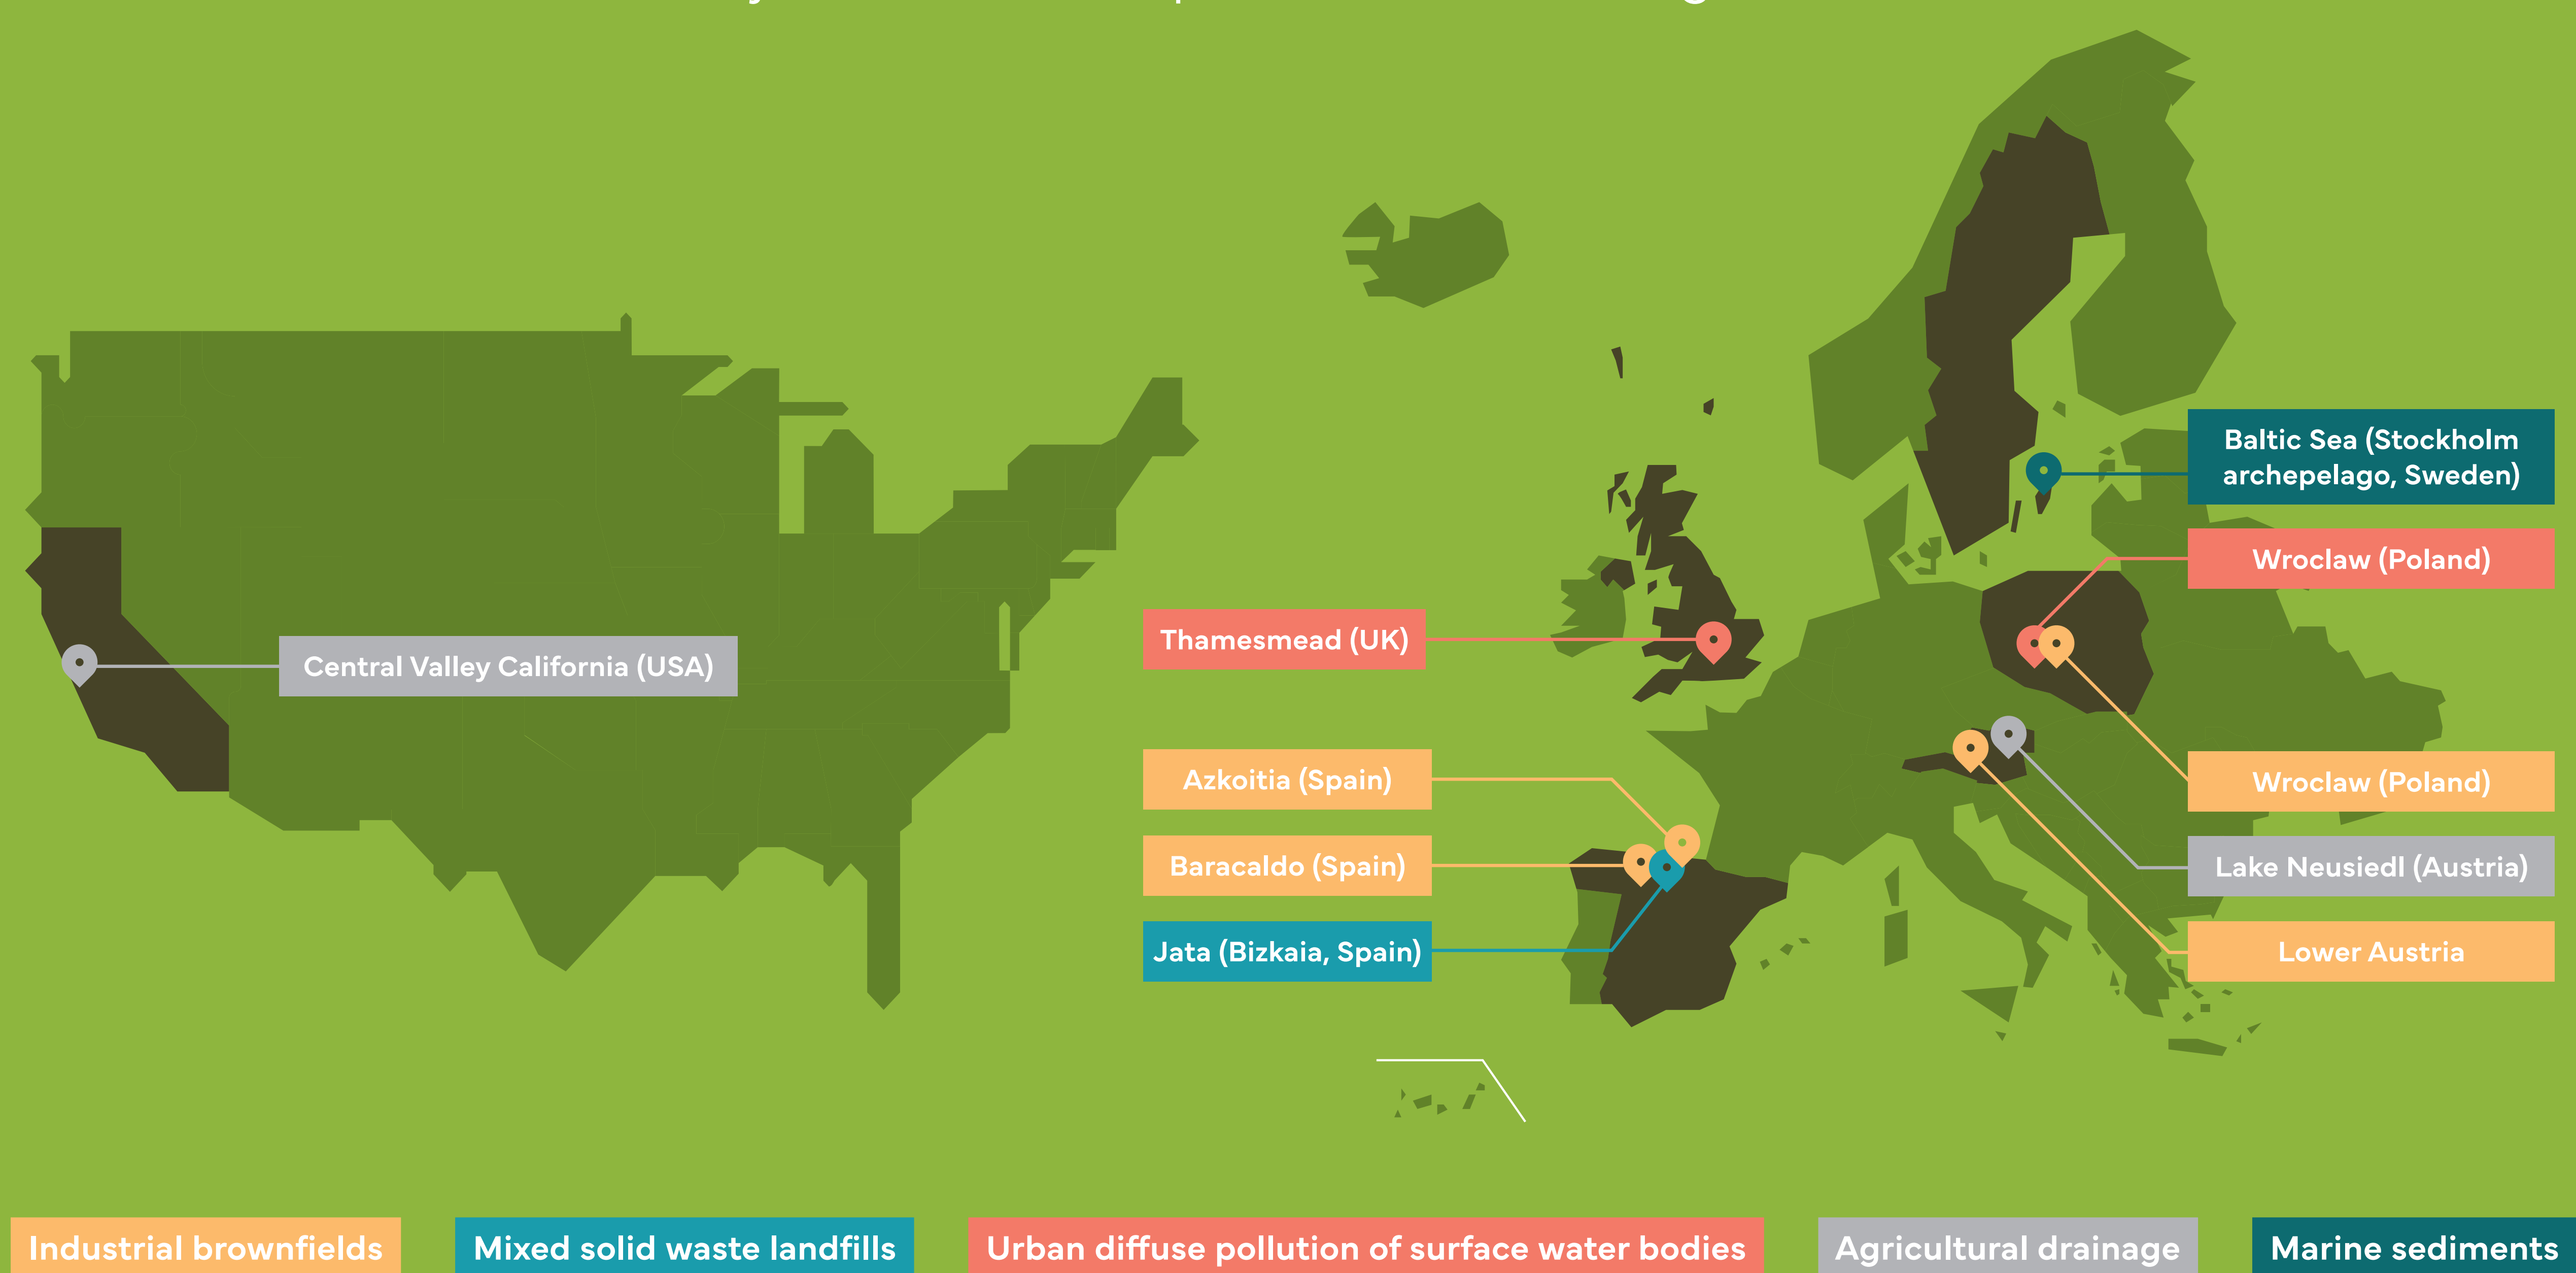 Baltic Sea (Stockholm
archepelago, Sweden)
Wroclaw (Poland)
Thamesmead (UK)
Central Valley California (USA)
Azkoitia (Spain)
Wroclaw (Poland)
Baracaldo (Spain)
Lake Neusiedl (Austria)
Jata (Bizkaia, Spain)
Lower Austria
Industrial brownfields
Mixed solid waste landfills
Urban diffuse pollution of surface water bodies
Agricultural drainage
Marine sediments